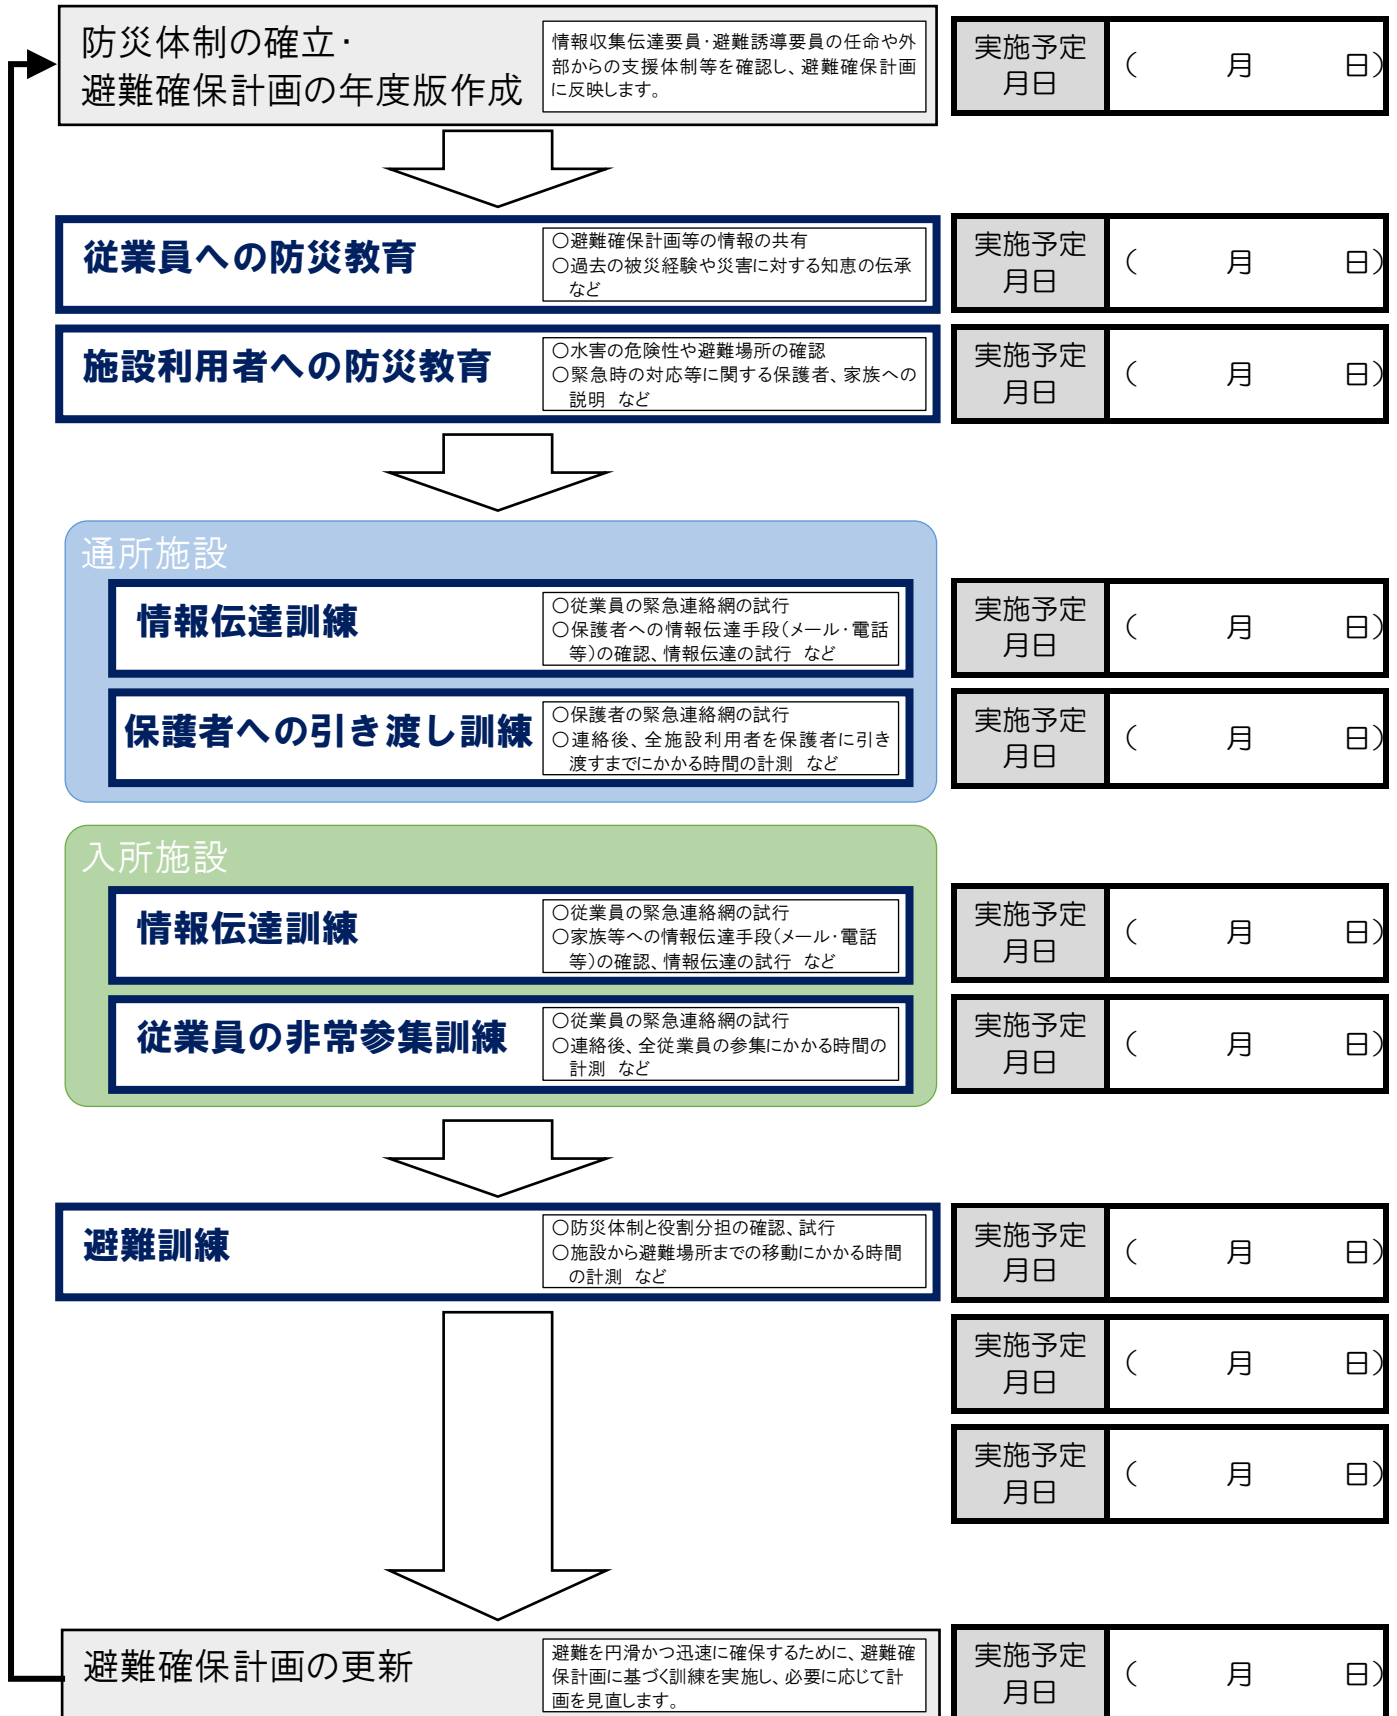 防災体制の確立・
避難確保計画の年度版作成
情報収集伝達要員・避難誘導要員の任命や外
部からの支援体制等を確認し、避難確保計画
に反映します。
実施予定
月日
（　　月　　日）
従業員への防災教育
○避難確保計画等の情報の共有
○過去の被災経験や災害に対する知恵の伝承
など
実施予定
月日
（　　月　　日）
施設利用者への防災教育
○水害の危険性や避難場所の確認
○緊急時の対応等に関する保護者、家族への
説明　など
実施予定
月日
（　　月　　日）
通所施設
情報伝達訓練
○従業員の緊急連絡網の試行
○保護者への情報伝達手段（メール・電話
等）の確認、情報伝達の試行　など
実施予定
月日
（　　月　　日）
保護者への引き渡し訓練
○保護者の緊急連絡網の試行
○連絡後、全施設利用者を保護者に引き
渡すまでにかかる時間の計測　など
実施予定
月日
（　　月　　日）
入所施設
情報伝達訓練
○従業員の緊急連絡網の試行
○家族等への情報伝達手段（メール・電話
等）の確認、情報伝達の試行　など
実施予定
月日
（　　月　　日）
従業員の非常参集訓練
○従業員の緊急連絡網の試行
○連絡後、全従業員の参集にかかる時間の
計測　など
実施予定
月日
（　　月　　日）
避難訓練
○防災体制と役割分担の確認、試行
○施設から避難場所までの移動にかかる時間
の計測　など
実施予定
月日
（　　月　　日）
実施予定
月日
（　　月　　日）
実施予定
月日
（　　月　　日）
避難確保計画の更新
避難を円滑かつ迅速に確保するために、避難確
保計画に基づく訓練を実施し、必要に応じて計
画を見直します。
実施予定
月日
（　　月　　日）